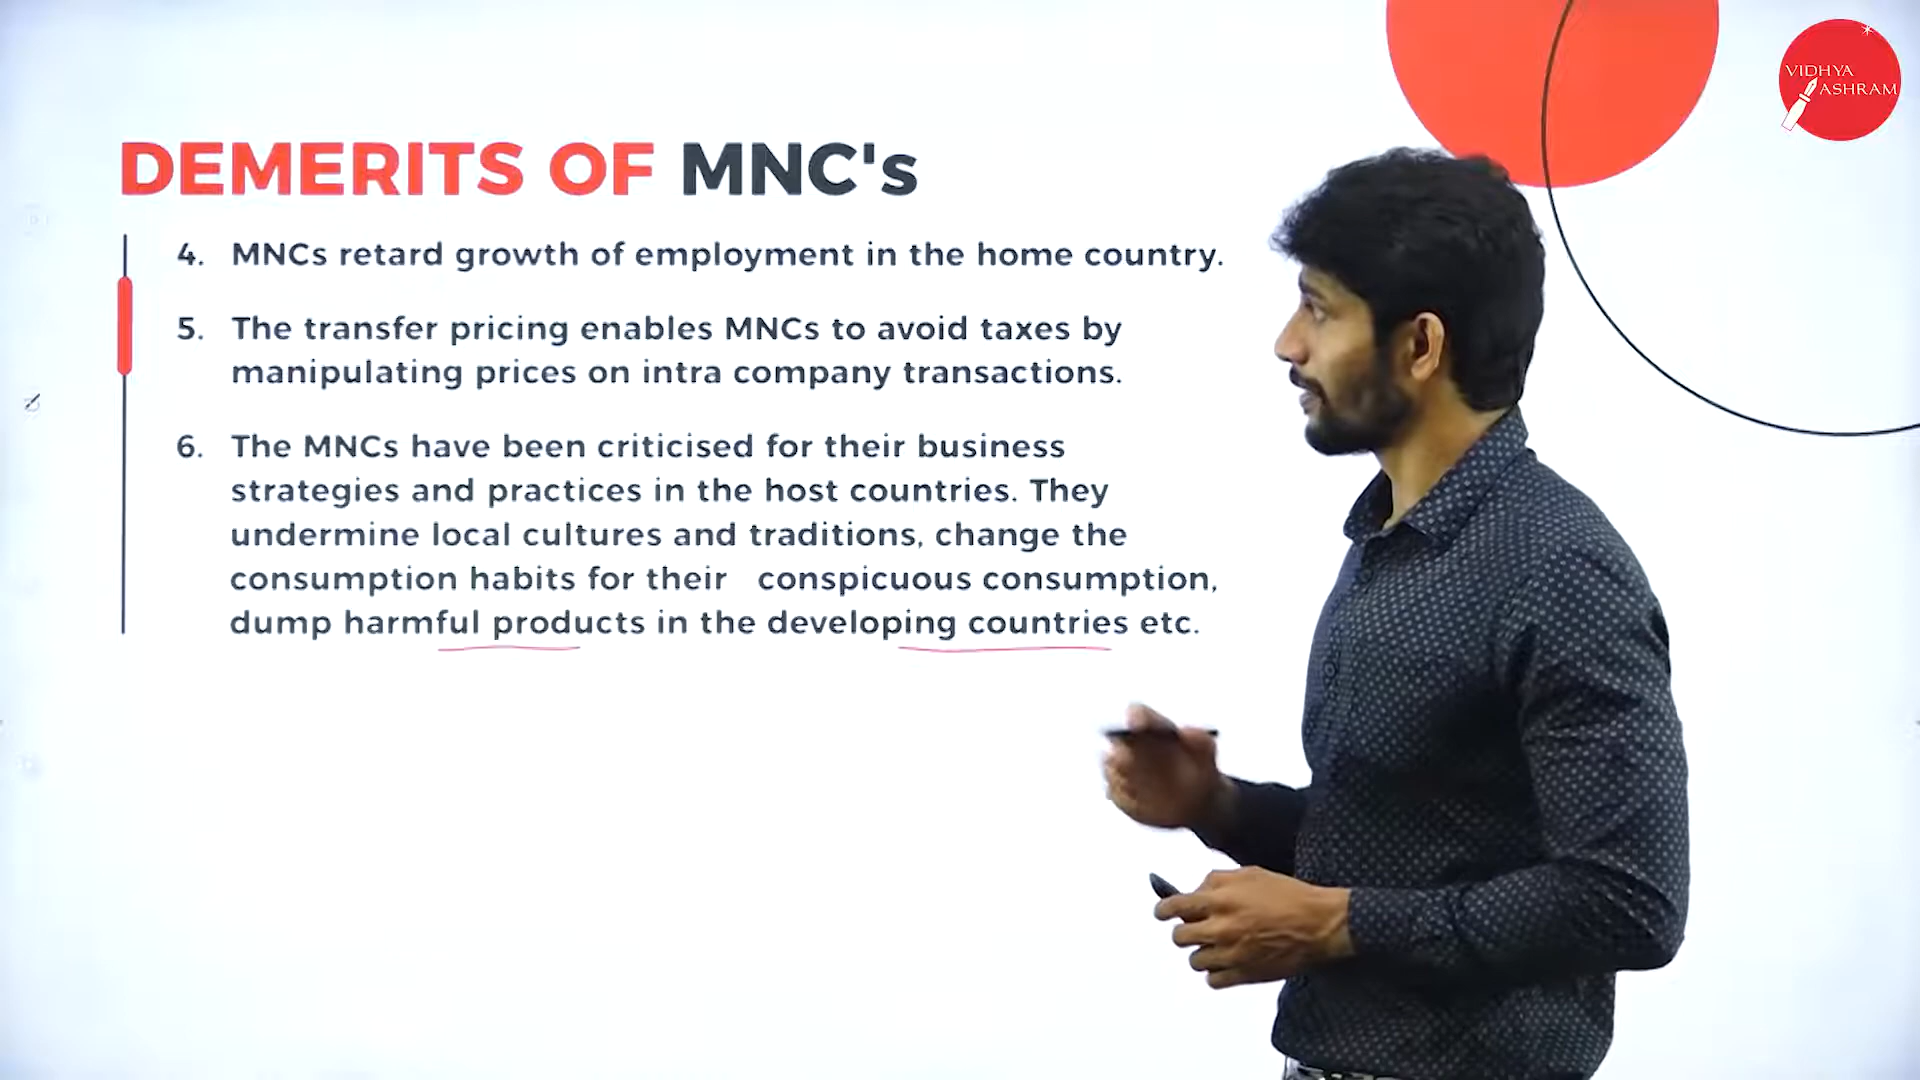 VIDHYA
ASHRAM
DEMERITS OF MNC's
4. MNCs retard growth of employment in the home country.
5. The transfer pricing enables MNCs to avoid taxes by
manipulating prices on intra company transactions.
6. The MNCs have been criticised for their business
strategies and practices in the host countries. They
undermine local cultures and traditions, change the
consumption habits for their conspicuous consumption,
dump harmful products in the developing countries etc.